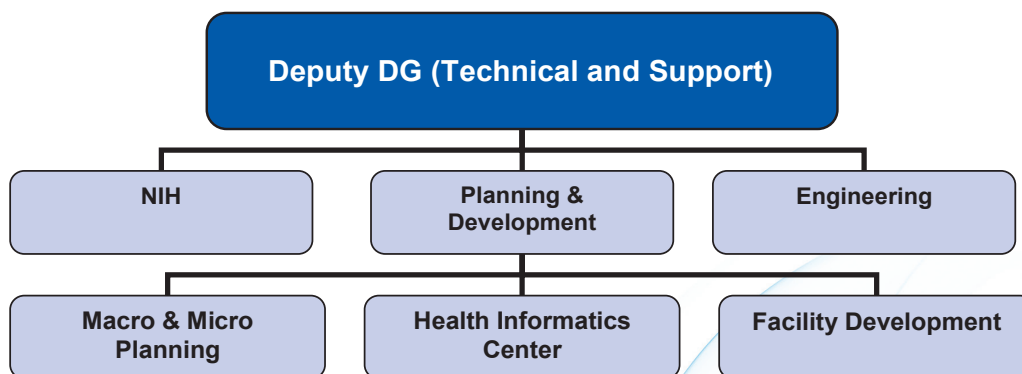 Deputy DG (Technical and Support)
NIH
Planning &
Development
Engineering
Macro & Micro
Planning
Health Informatics
Center
Facility Development